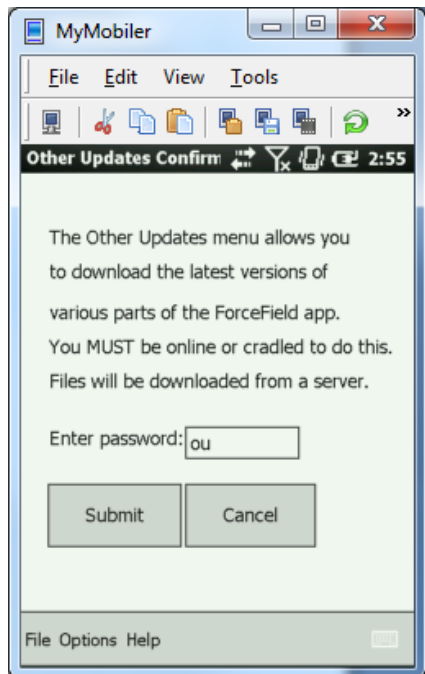 MyMobiler
File Edit View Tools
»
Other Updates Confirm 2:55
The Other Updates menu allows you
to download the latest versions of
various parts of the ForceField app.
You MUST be online or cradled to do this.
Files will be downloaded from a server.
Enter password: ou
Submit Cancel
File Options Help